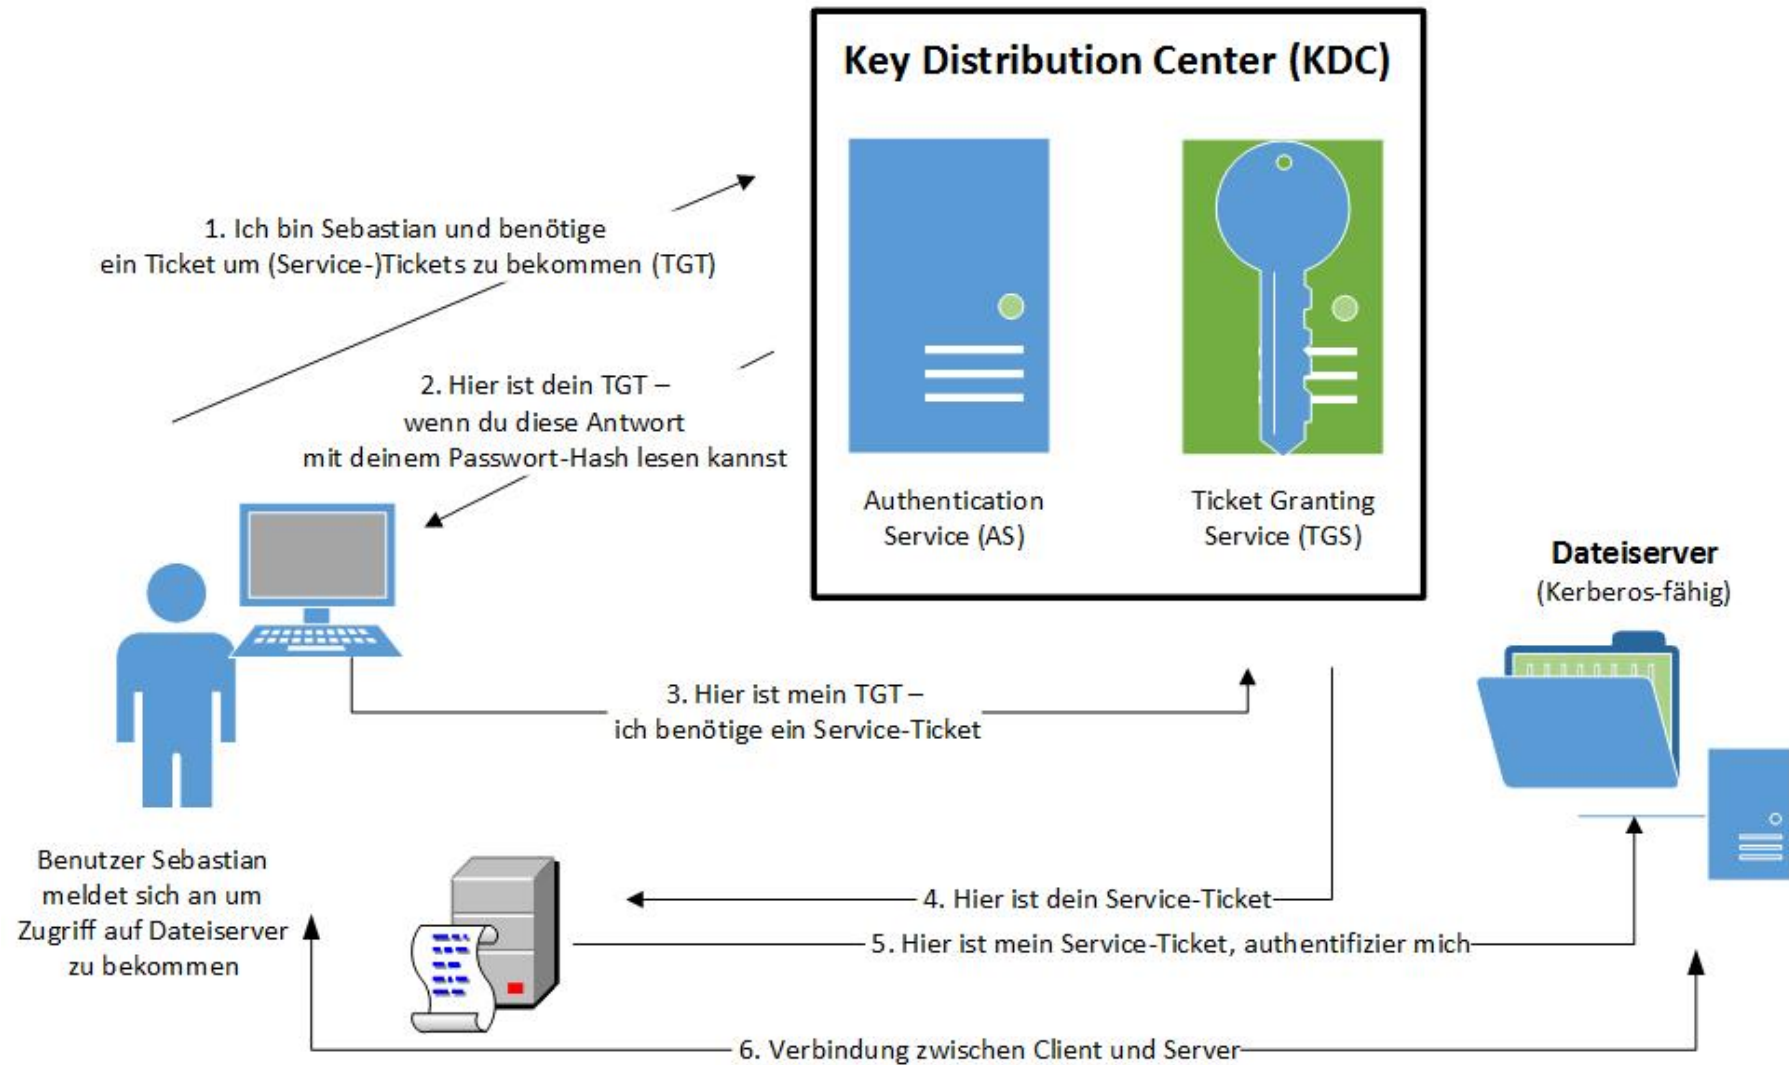 Key Distribution Center (KDC)
1. Ich bin Sebastian und benötige
ein Ticket um (Service-)Tickets zu bekommen (TGT)
2. Hier ist dein TGT –
wenn du diese Antwort
mit deinem Passwort-Hash lesen kannst
Authentication
Service (AS)
Ticket Granting
Service (TGS)
Dateiserver
(Kerberos-fähig)
3. Hier ist mein TGT –
ich benötige ein Service-Ticket
Benutzer Sebastian
meldet sich an um
Zugriff auf Dateiserver
zu bekommen
4. Hier ist dein Service-Ticket
5. Hier ist mein Service-Ticket, authentifizier mich
6. Verbindung zwischen Client und Server